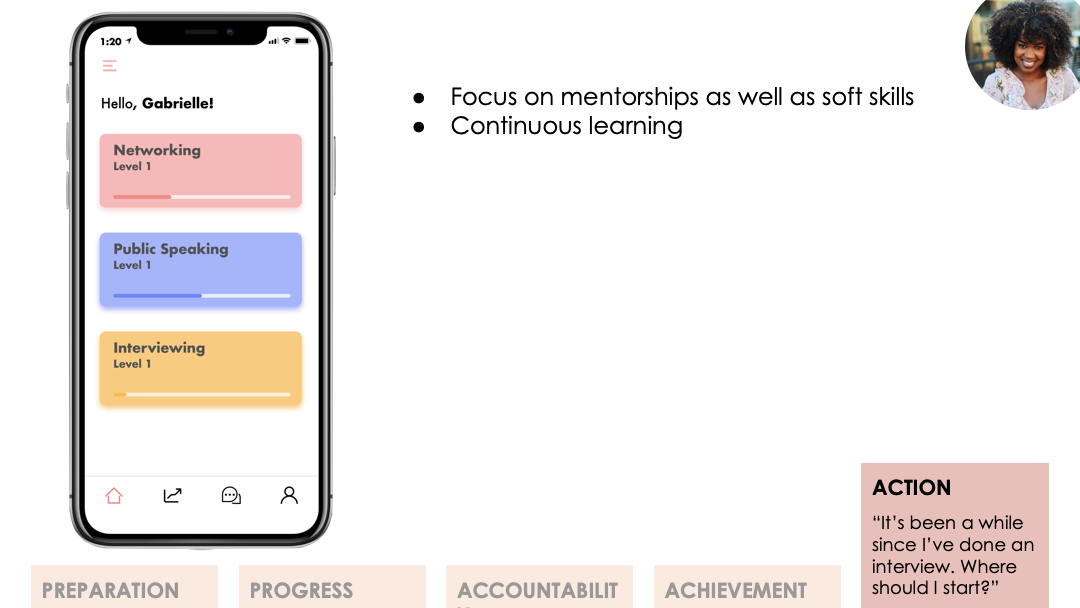 1:20
Hello, Gabrielle!
Networking
Level 1
Public Speaking
Level 1
Interviewing
Level 1
● Focus on mentorships as well as soft skills
● Continuous learning
ACTION
“It’s been a while
since I’ve done an
interview. Where
should I start?”
PREPARATION
PROGRESS
ACCOUNTABILIT
ACHIEVEMENT